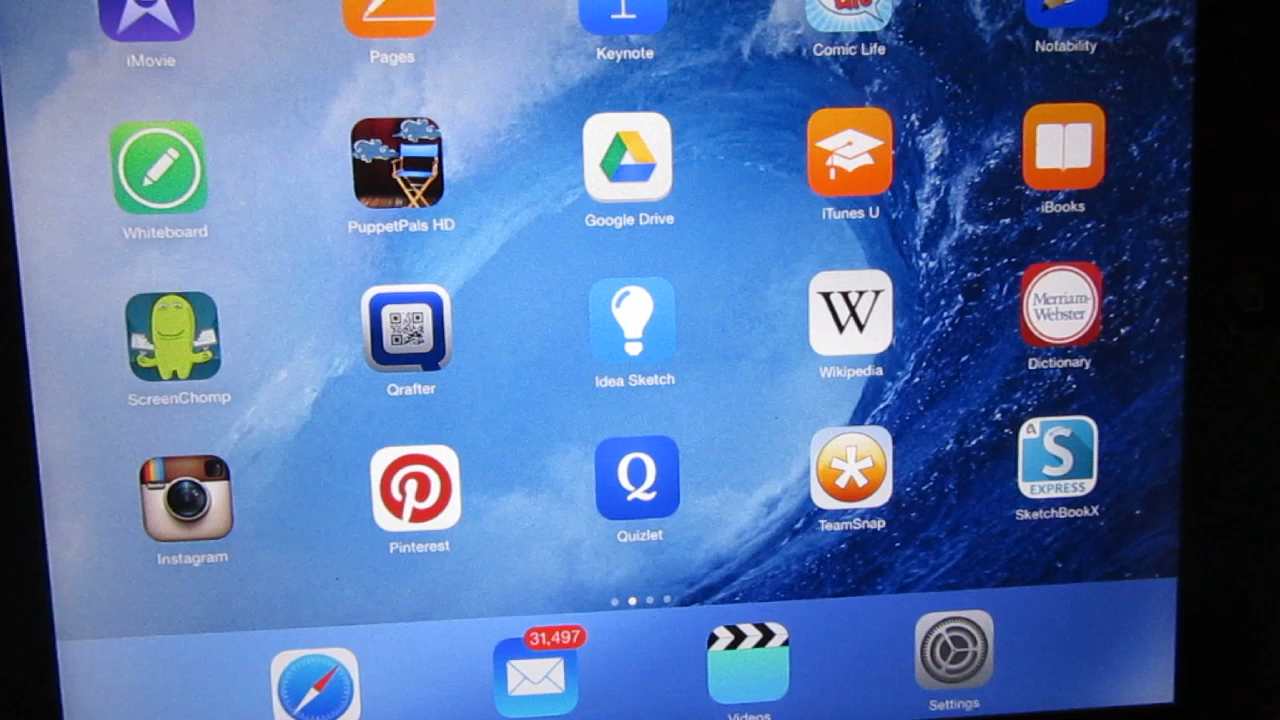 iMovie
Pages
Keynote
Life
Comic Life
Notability
Whiteboard
PuppetPals HD
Google Drive
iTunes U
iBooks
W
Merriam-
Webster
ScreenChomp
Qrafter
Idea Sketch
Wikipedia
Dictionary
Q
S
EXPRESS
Instagram
Pinterest
Quizlet
TeamSnap
SketchBookX
31,497
Videos
Settings